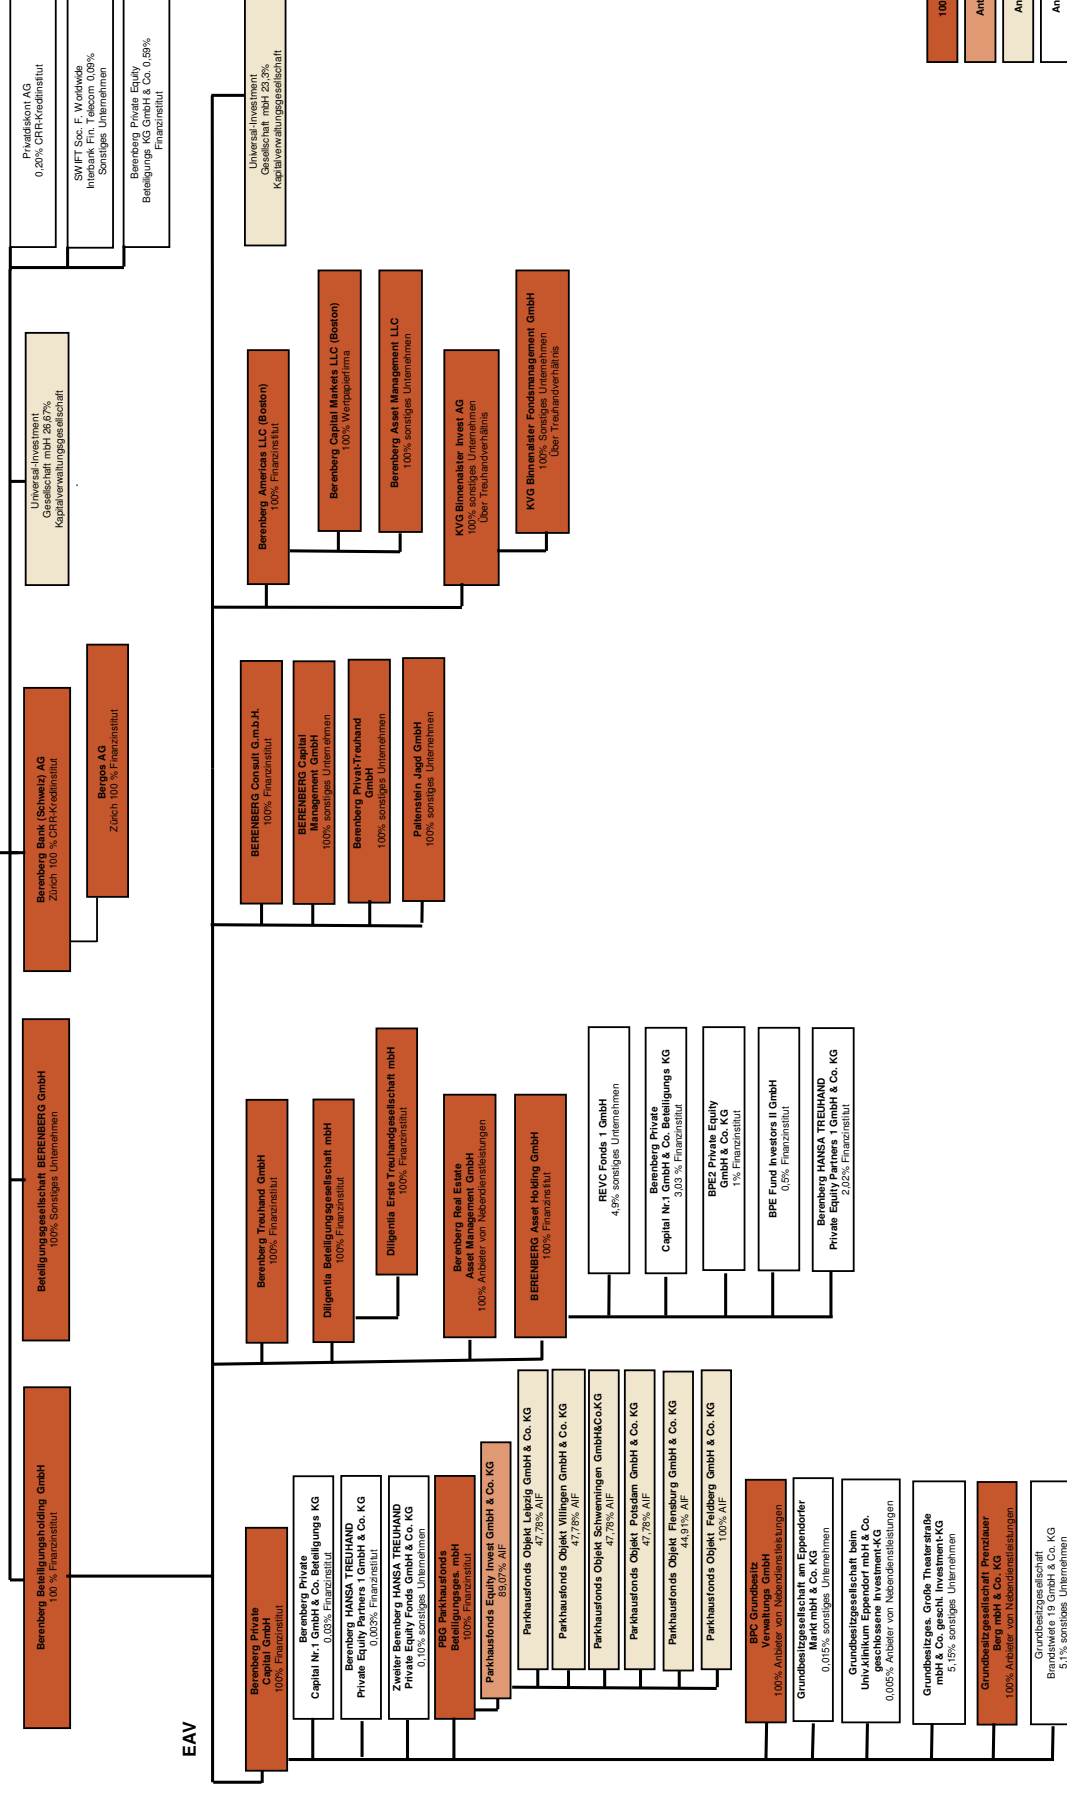 Privatdiskont AG
0,20% CRR-Kreditinstitut
SWIFT Soc. F. Worldwide
Interbank Fin. Telecom 0,09%
Sonstiges Unternehmen
Berenberg Private Equity
Beteiligungs KG GmbH & Co. 0,59%
Finanzinstitut
Universal-Investment
Gesellschaft mbH 26,67%
Kapitalverwaltungsgesellschaft
.
Berenberg Bank (Schweiz) AG
Zürich 100 % CRR-Kreditinstitut
Bergos AG
Zürich 100 % Finanzinstitut
Beteiligungsgesellschaft BERENBERG GmbH
100% Sonstiges Unternehmen
Berenberg Beteiligungsholding GmbH
100 % Finanzinstitut
EAV
Universal-Investment
Gesellschaft mbH 23,3%
Kapitalverwaltungsgesellschaft
Berenberg Americas LLC (Boston)
100% Finanzinstitut
Berenberg Capital Markets LLC (Boston)
100% Wertpapierfirma
Berenberg Asset Management LLC
100% sonstiges Unternehmen
KVG Binnenalster Invest AG
100% sonstiges Unternehmen
Über Treuhandverhältnis
KVG Binnenalster Fondsmanagement GmbH
100% Sonstiges Unternehmen
Über Treuhandverhältnis
BERENBERG Consult G.m.b.H.
100% Finanzinstitut
BERENBERG Capital
Management GmbH
100% sonstiges Unternehmen
Berenberg Privat-Treuhand
GmbH
100% sonstiges Unternehmen
Paltenstein Jagd GmbH
100% sonstiges Unternehmen
Berenberg Treuhand GmbH
100% Finanzinstitut
Diligentia Beteiligungsgesellschaft mbH
100% Finanzinstitut
Diligentia Erste Treuhandgesellschaft mbH
100% Finanzinstitut
Berenberg Real Estate
Asset Management GmbH
100% Anbieter von Nebendienstleistungen
BERENBERG Asset Holding GmbH
100% Finanzinstitut
REVC Fonds 1 GmbH
4,9% sonstiges Unternehmen
Berenberg Private
Capital Nr.1 GmbH & Co. Beteiligungs KG
3,03 % Finanzinstitut
BPE2 Private Equity
GmbH & Co. KG
1% Finanzinstitut
BPE Fund Investors II GmbH
0,5% Finanzinstitut
Berenberg HANSA TREUHAND
Private Equity Partners 1 GmbH & Co. KG
2,02% Finanzinstitut
Berenberg Private
Capital GmbH
100% Finanzinstitut
Berenberg Private
Capital Nr.1 GmbH & Co. Beteiligungs KG
0,03% Finanzinstitut
Berenberg HANSA TREUHAND
Private Equity Partners 1 GmbH & Co. KG
0,003% Finanzinstitut
Zweiter Berenberg HANSA TREUHAND
Private Equity Fonds GmbH & Co. KG
0,10% sonstiges Unternehmen
PBG Parkhausfonds
Beteiligungsges. mbH
100% Finanzinstitut
Parkhausfonds Equity Invest GmbH & Co. KG
89,07% AIF
Parkhausfonds Objekt Leipzig GmbH & Co. KG
47,78% AIF
Parkhausfonds Objekt Villingen GmbH & Co. KG
47,78% AIF
Parkhausfonds Objekt Schwenningen GmbH&Co.KG
47,78% AIF
Parkhausfonds Objekt Potsdam GmbH & Co. KG
47,78% AIF
Parkhausfonds Objekt Flensburg GmbH & Co. KG
44,91% AIF
Parkhausfonds Objekt Feldberg GmbH & Co. KG
100% AIF
BPC Grundbesitz
Verwaltungs GmbH
100% Anbieter von Nebendienstleistungen
Grundbesitzgesellschaft am Eppendorfer
Markt mbH & Co. KG
0,015% sonstiges Unternehmen
Grundbesitzgesellschaft beim
Univ.klinikum Eppendorf mbH & Co.
geschlossene Investment-KG
0,005% Anbieter von Nebendienstleistungen
Grundbesitzges. Große Theaterstraße
mbH & Co. geschl. Investment-KG
5,15% sonstiges Unternehmen
Grundbesitzgesellschaft Prenzlauer
Berg mbH & Co. KG
100% Anbieter von Nebendienstleistungen
Grundbesitzgesellschaft
Brandstwiete 19 GmbH & Co. KG
5,1% sonstiges Unternehmen
100
Ant
An
An